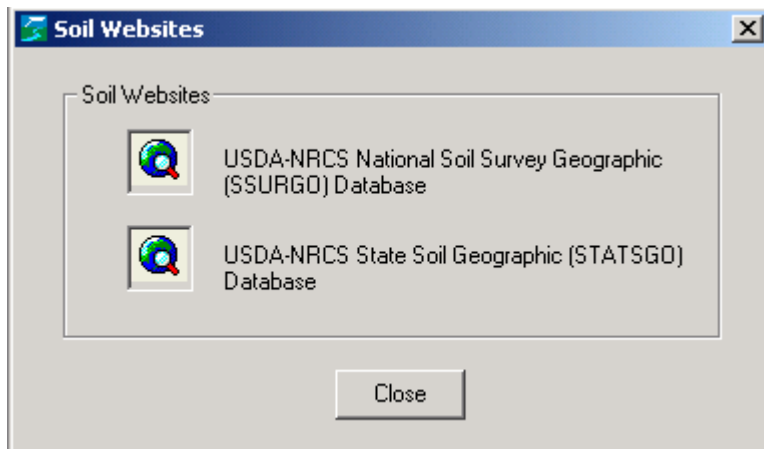 Soil Websites
Soil Websites
USDA-NRCS National Soil Survey Geographic
(SSURGO) Database
USDA-NRCS State Soil Geographic (STATSGO)
Database
Close